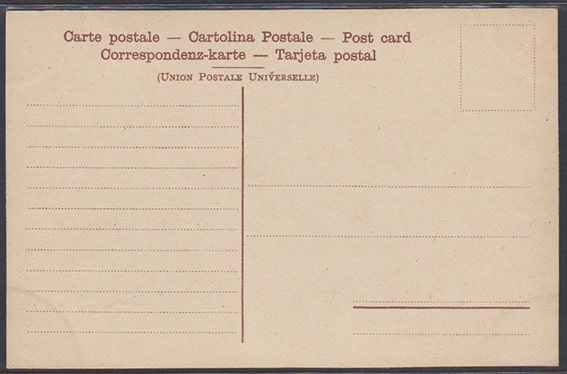 Carte postale — Cartolina Postale — Post card
Correspondenz-karte — Tarjeta postal
(Union Postale Universelle)